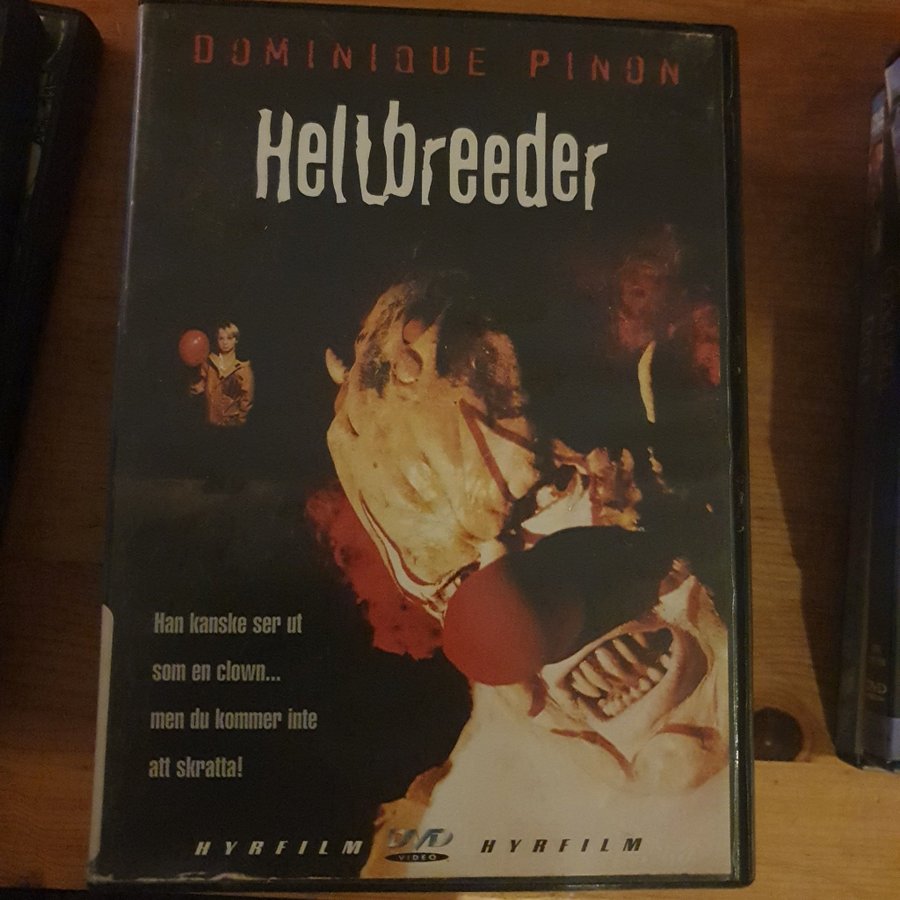 DOMINIQUE PINON
Hellbreeder
Han kanske ser ut
som en clown...
men du kommer inte
att skratta!
HYRFILM DVD HYRFILM
VIDEO